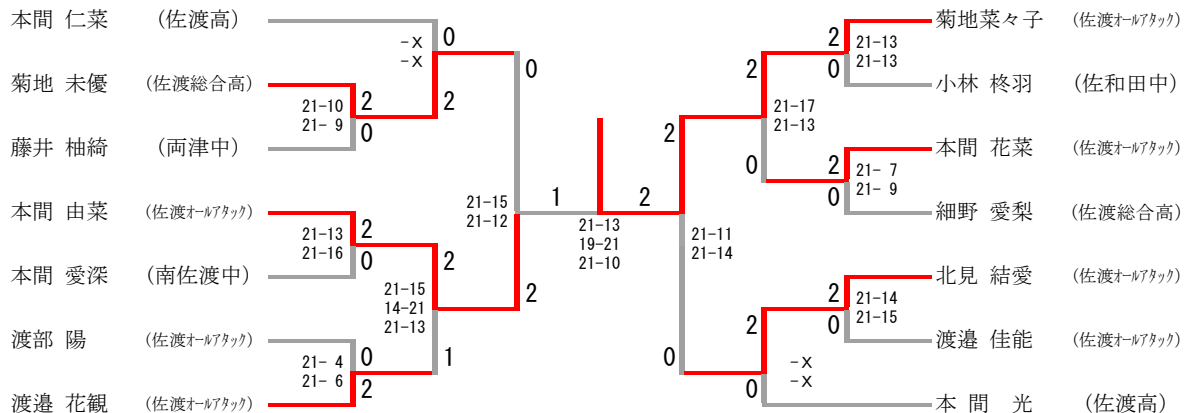 本間 仁菜 (佐渡高)
0
-X
-X
0
菊地 未優 (佐渡総合高)
21-10
21- 9
2
0
2
藤井 柚綺 (両津中)
本間 由菜 (佐渡オールアタック)
21-13
21-16
2
0
2
21-15
21-12
本間 愛深 (南佐渡中)
21-15
14-21
21-13
2
渡部 陽 (佐渡オールアタック)
21- 4
21- 6
0
2
1
渡邉 花観 (佐渡オールアタック)
1
2
21-13
19-21
21-10
菊地菜々子 (佐渡オールアタック)
2
0
21-13
21-13
小林 柊羽 (佐和田中)
2
0
21-17
21-13
2
本間 花菜 (佐渡オールアタック)
2
0
21- 7
21- 9
細野 愛梨 (佐渡総合高)
21-11
21-14
北見 結愛 (佐渡オールアタック)
2
0
21-14
21-15
渡邉 佳能 (佐渡オールアタック)
2
0
0
-X
-X
本 間 光 (佐渡高)